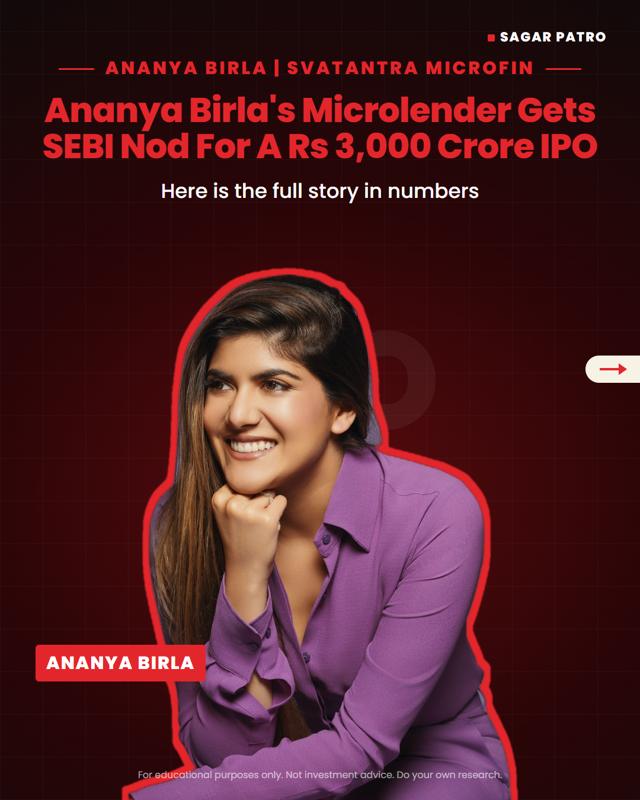 SAGAR PATRO
ANANYA BIRLA | SVATANTRA MICROFIN
Ananya Birla's Microlender Gets
SEBI Nod For A Rs 3,000 Crore IPO
Here is the full story in numbers
ANANYA BIRLA
For educational purposes only. Not investment advice. Do your own research.